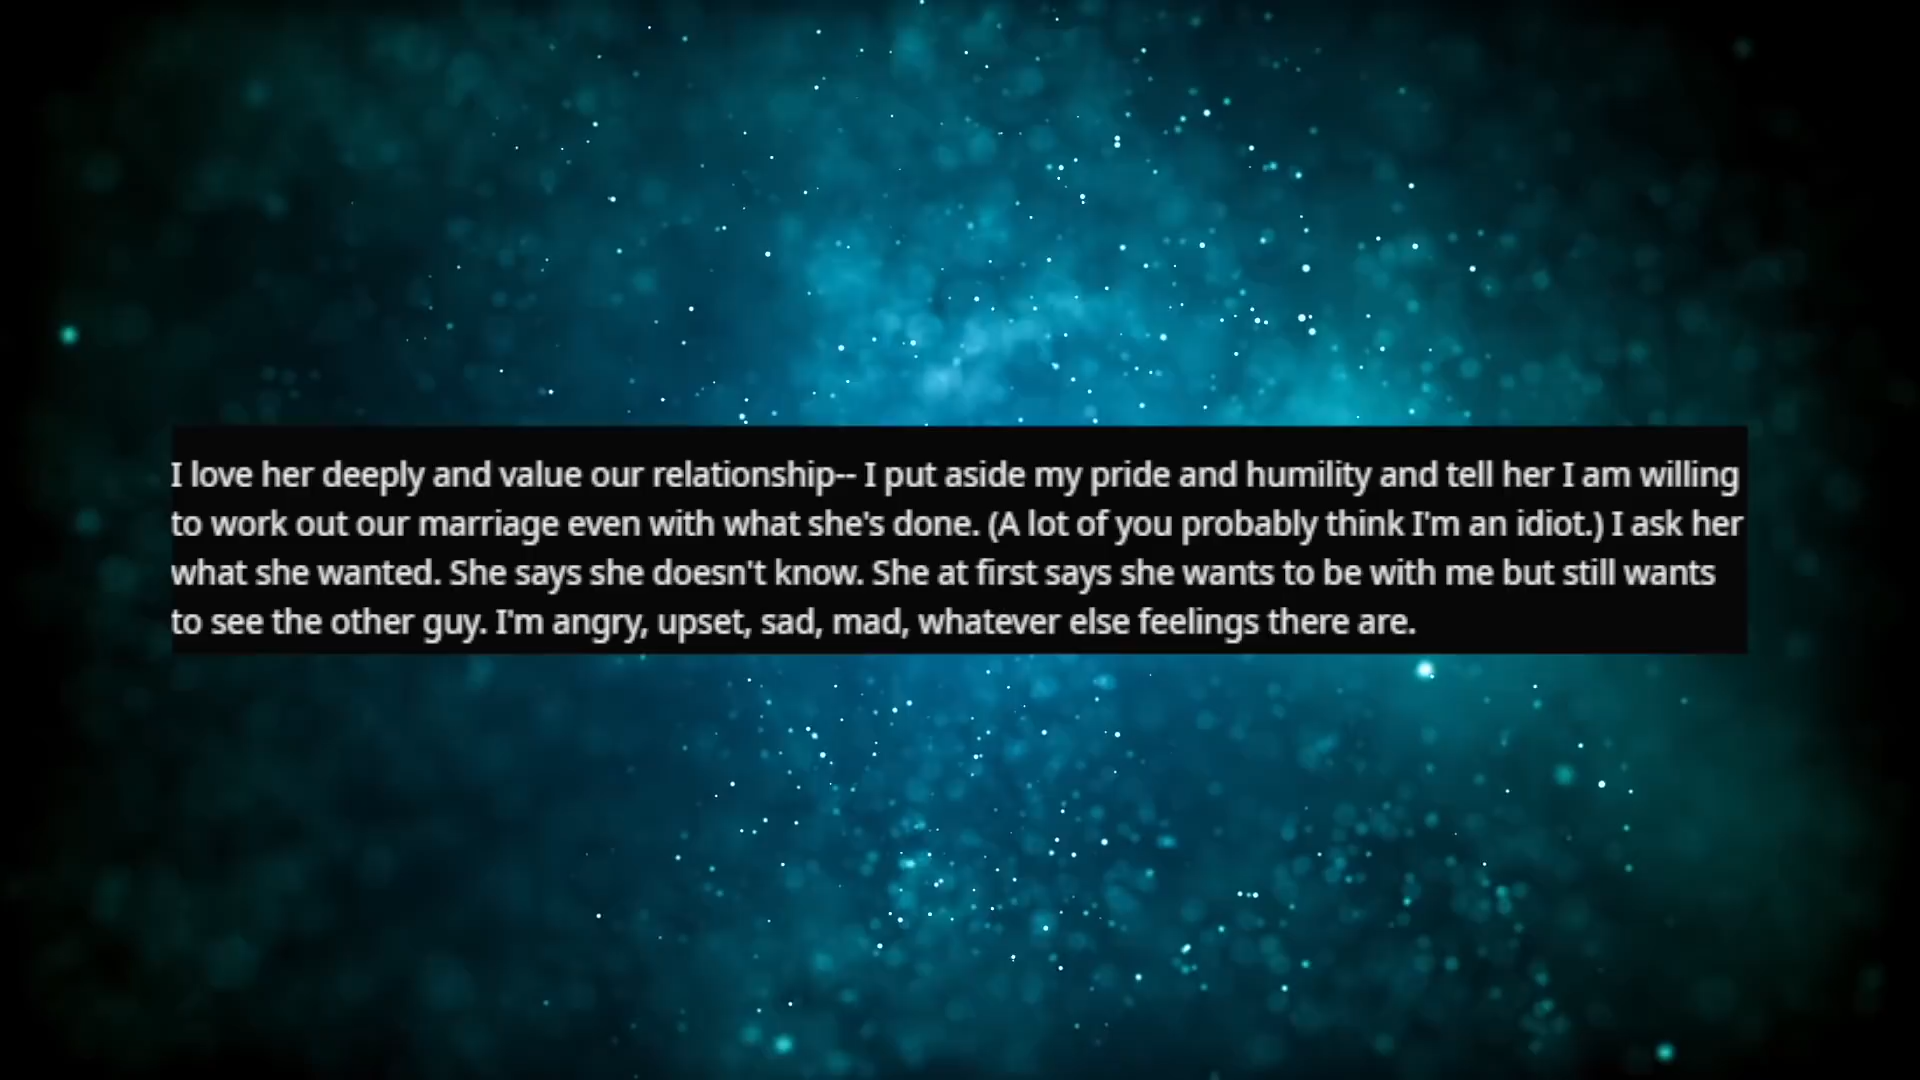 I love her deeply and value our relationship-- I put aside my pride and humility and tell her I am willing
to work out our marriage even with what she's done. (A lot of you probably think I'm an idiot.) I ask her
what she wanted. She says she doesn't know. She at first says she wants to be with me but still wants
to see the other guy. I'm angry, upset, sad, mad, whatever else feelings there are.